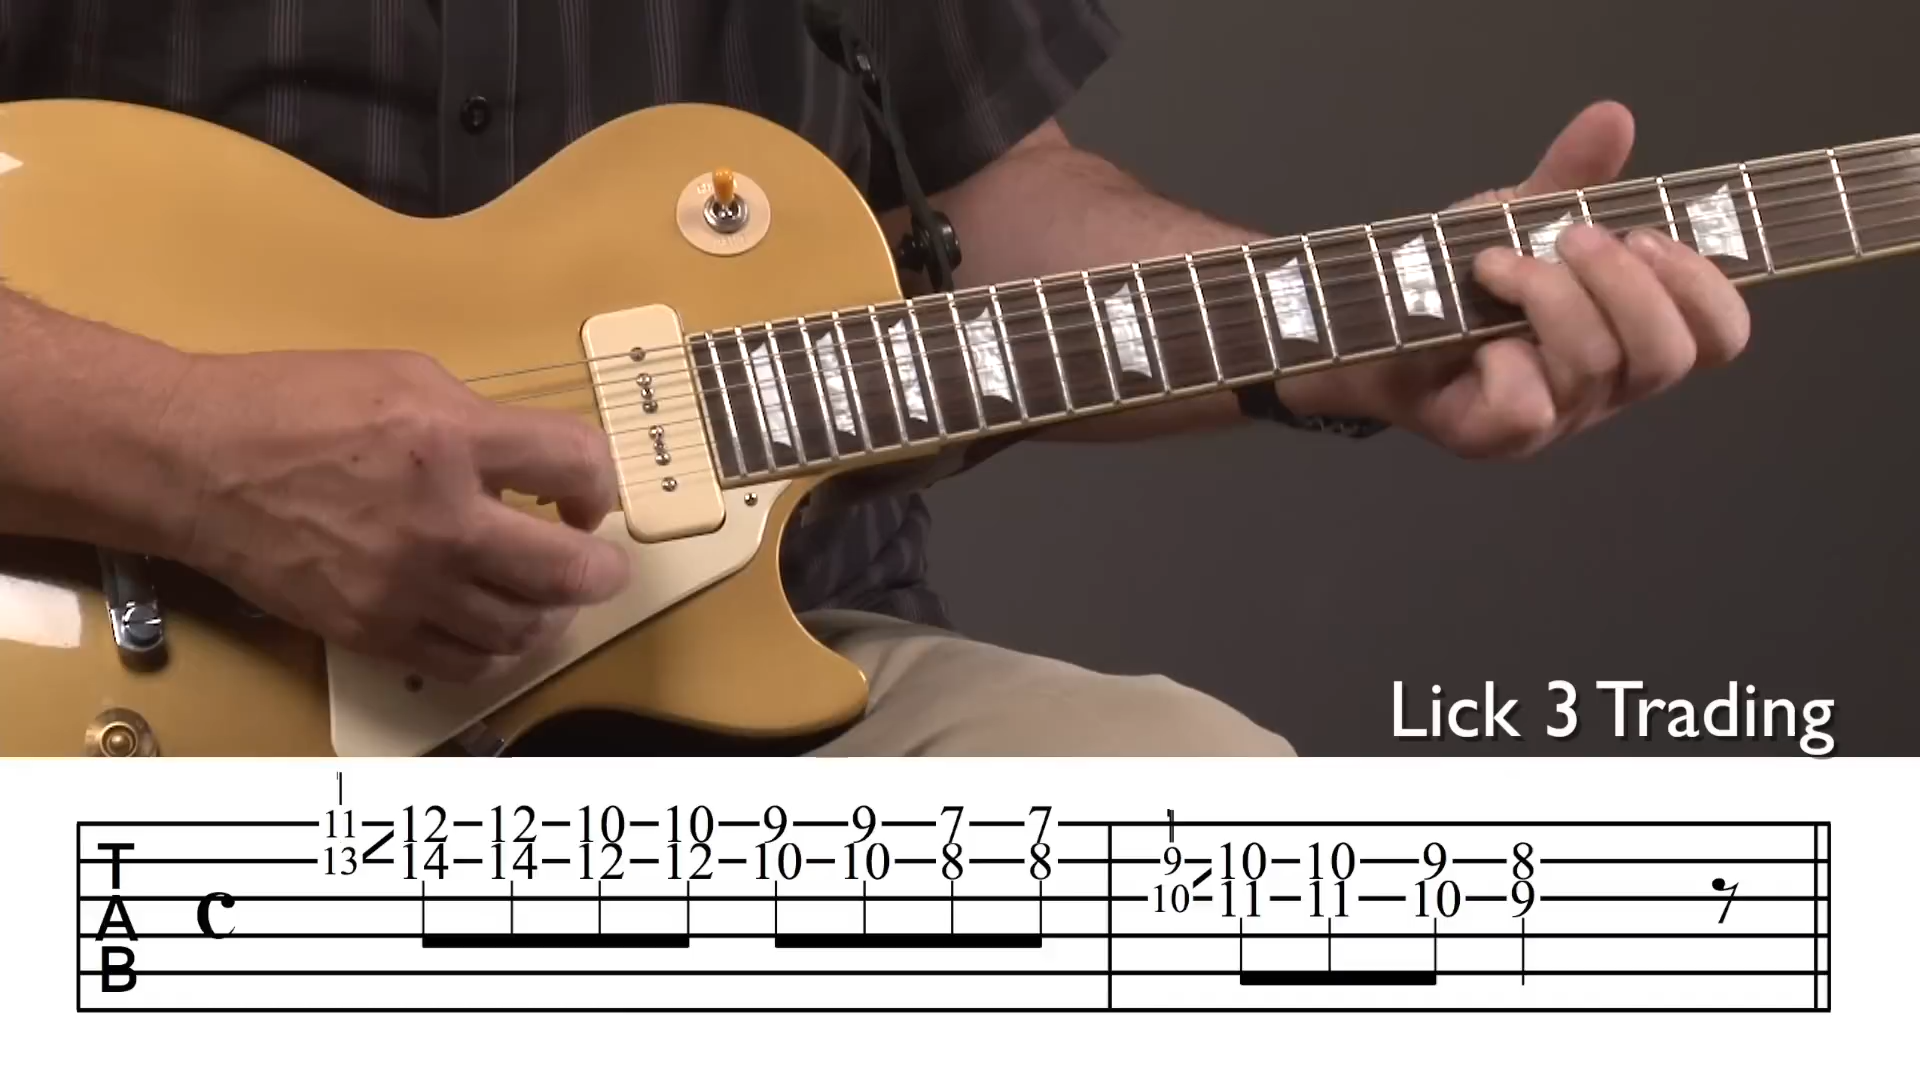 Lick 3 Trading
11 12 12 10 10 9 9 7 7
13 14 14 12 12 10 10 8 8
9 10 10 9 8
10 11 11 10 9
T
A
B